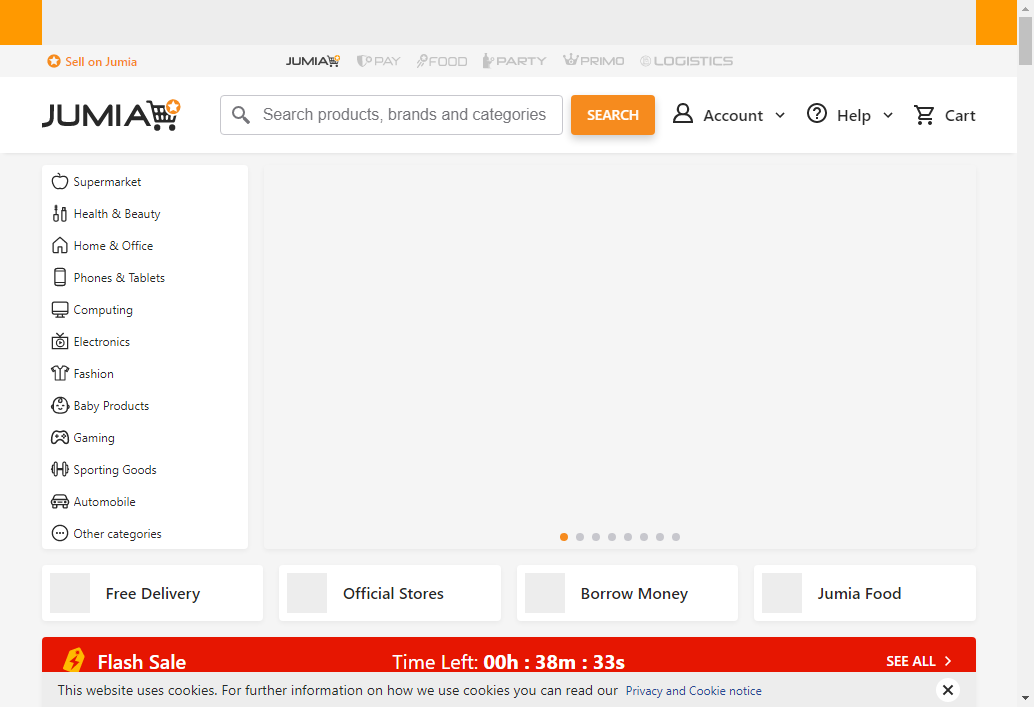 Sell on Jumia
JUMIA PAY FOOD PARTY PRIMO LOGISTICS
JUMIA
Search products, brands and categories
SEARCH
Account
Help
Cart
Supermarket
Health & Beauty
Home & Office
Phones & Tablets
Computing
Electronics
Fashion
Baby Products
Gaming
Sporting Goods
Automobile
Other categories
Free Delivery
Official Stores
Borrow Money
Jumia Food
Flash Sale
Time Left: 00h : 38m : 33s
SEE ALL
This website uses cookies. For further information on how we use cookies you can read our Privacy and Cookie notice